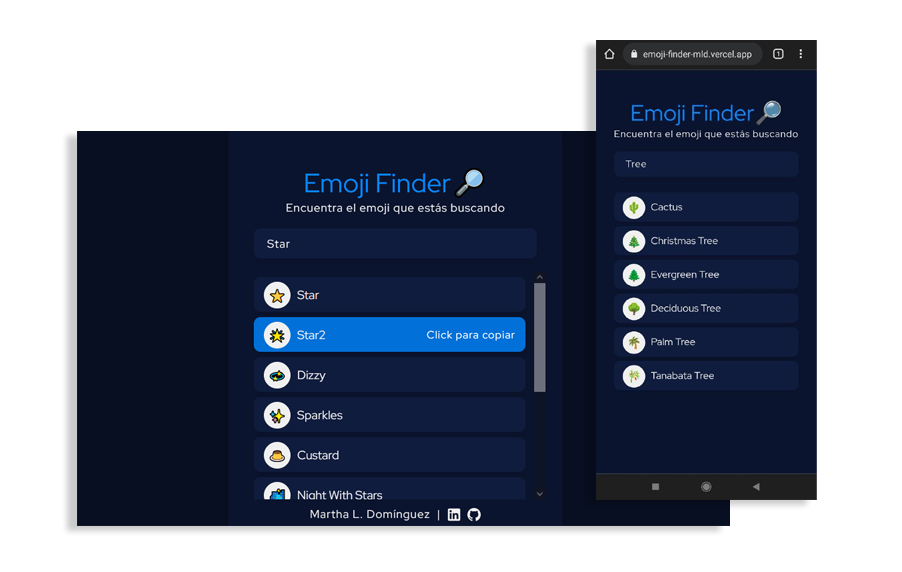 Emoji Finder
Encuentra el emoji que estás buscando
Star
Star
Star2 Click para copiar
Dizzy
Sparkles
Custard
Night With Stars
Martha L. Domínguez |
emoji-finder-mld.vercel.app 1
Emoji Finder
Encuentra el emoji que estás buscando
Tree
Cactus
Christmas Tree
Evergreen Tree
Deciduous Tree
Palm Tree
Tanabata Tree